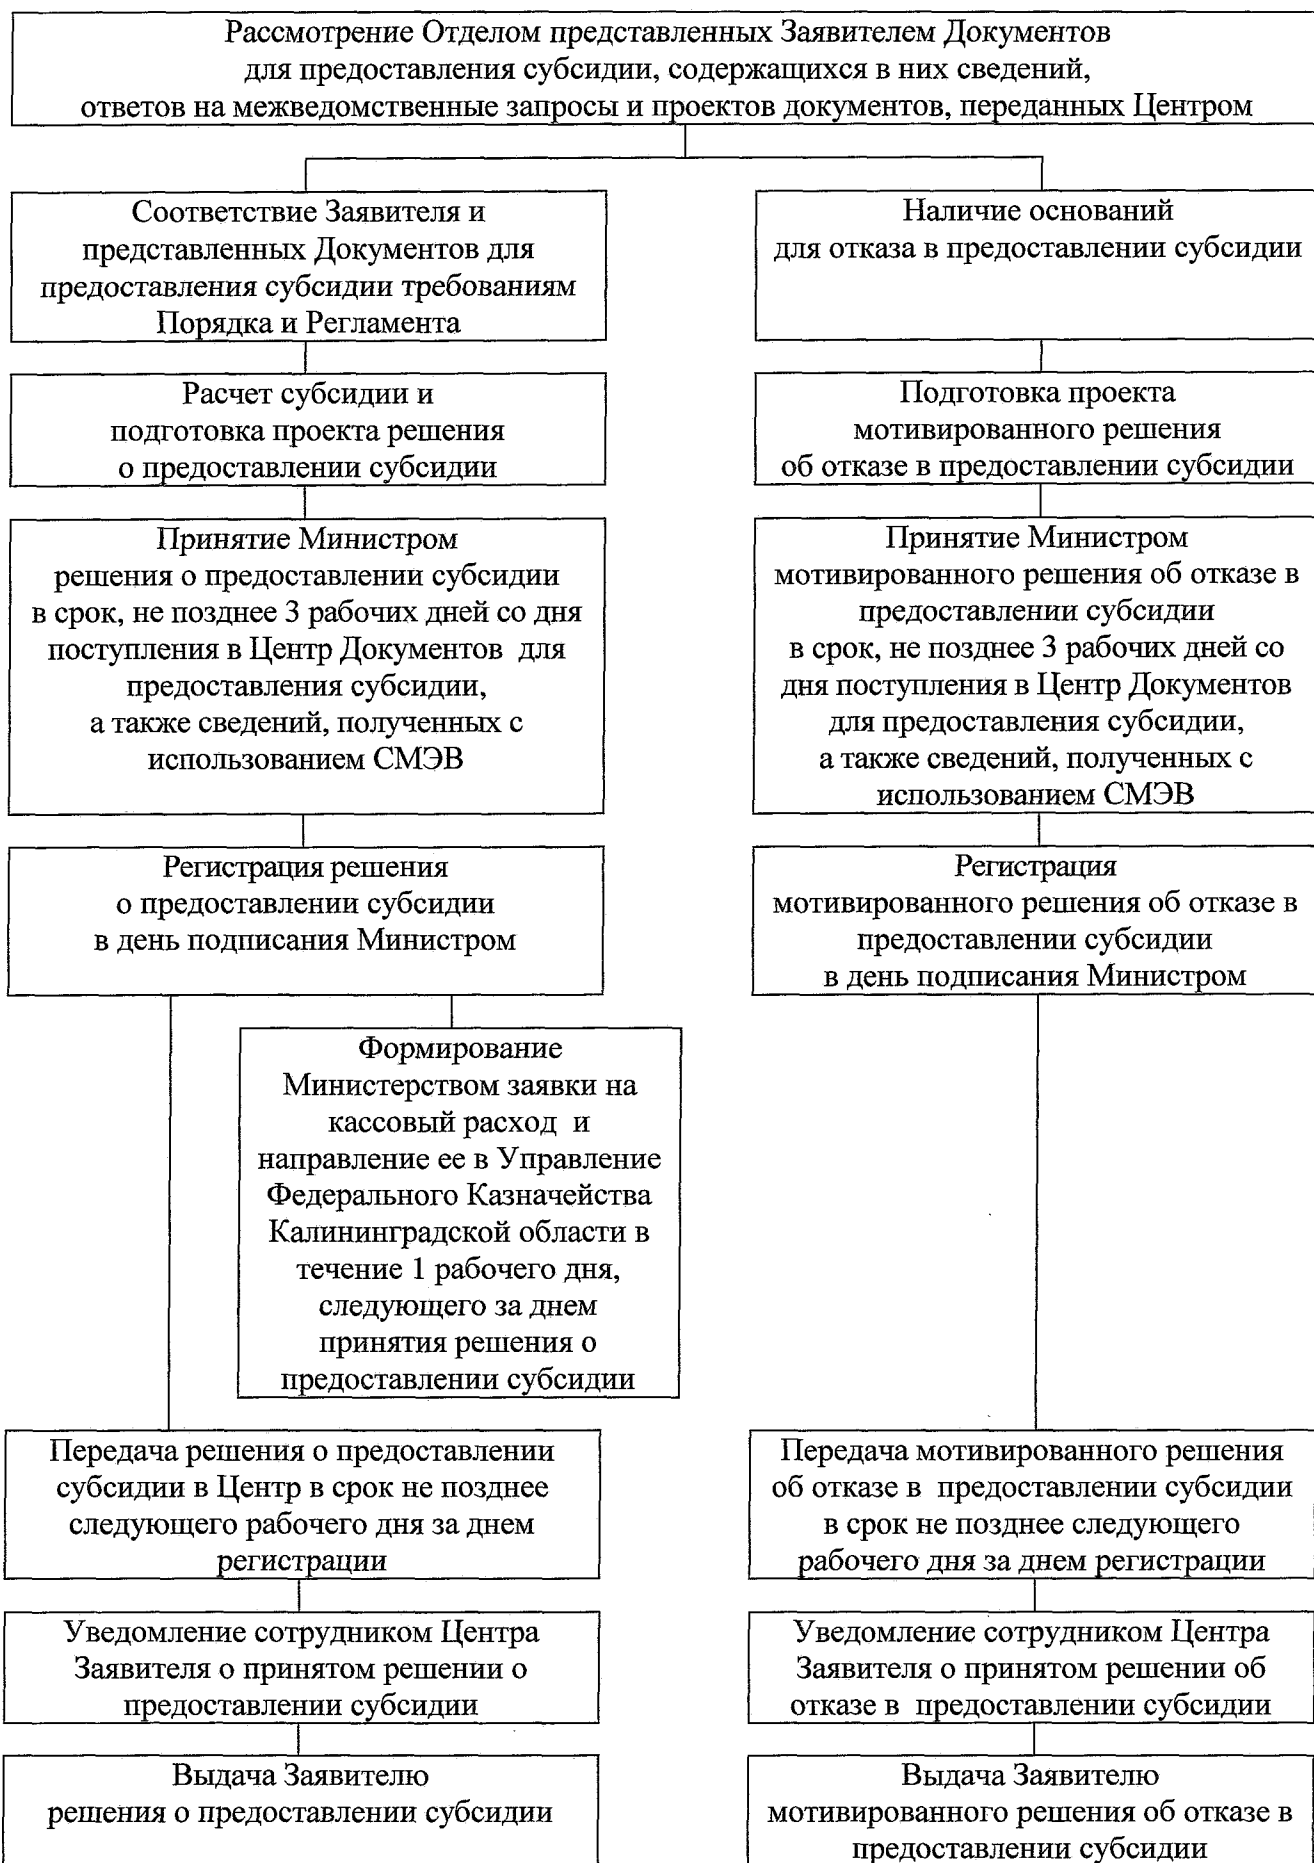 Рассмотрение Отделом представленных Заявителем Документов
для предоставления субсидии, содержащихся в них сведений,
ответов на межведомственные запросы и проектов документов, переданных Центром
Соответствие Заявителя и
представленных Документов для
предоставления субсидии требованиям
Порядка и Регламента
Наличие оснований
для отказа в предоставлении субсидии
Расчет субсидии и
подготовка проекта решения
о предоставлении субсидии
Подготовка проекта
мотивированного решения
об отказе в предоставлении субсидии
Принятие Министром
решения о предоставлении субсидии
в срок, не позднее 3 рабочих дней со дня
поступления в Центр Документов для
предоставления субсидии,
а также сведений, полученных с
использованием СМЭВ
Принятие Министром
мотивированного решения об отказе в
предоставлении субсидии
в срок, не позднее 3 рабочих дней со
дня поступления в Центр Документов
для предоставления субсидии,
а также сведений, полученных с
использованием СМЭВ
Регистрация решения
о предоставлении субсидии
в день подписания Министром
Регистрация
мотивированного решения об отказе в
предоставлении субсидии
в день подписания Министром
Формирование
Министерством заявки на
кассовый расход и
направление ее в Управление
Федерального Казначейства
Калининградской области в
течение 1 рабочего дня,
следующего за днем
принятия решения о
предоставлении субсидии
Передача решения о предоставлении
субсидии в Центр в срок не позднее
следующего рабочего дня за днем
регистрации
Передача мотивированного решения
об отказе в предоставлении субсидии
в срок не позднее следующего
рабочего дня за днем регистрации
Уведомление сотрудником Центра
Заявителя о принятом решении о
предоставлении субсидии
Уведомление сотрудником Центра
Заявителя о принятом решении об
отказе в предоставлении субсидии
Выдача Заявителю
решения о предоставлении субсидии
Выдача Заявителю
мотивированного решения об отказе в
предоставлении субсидии